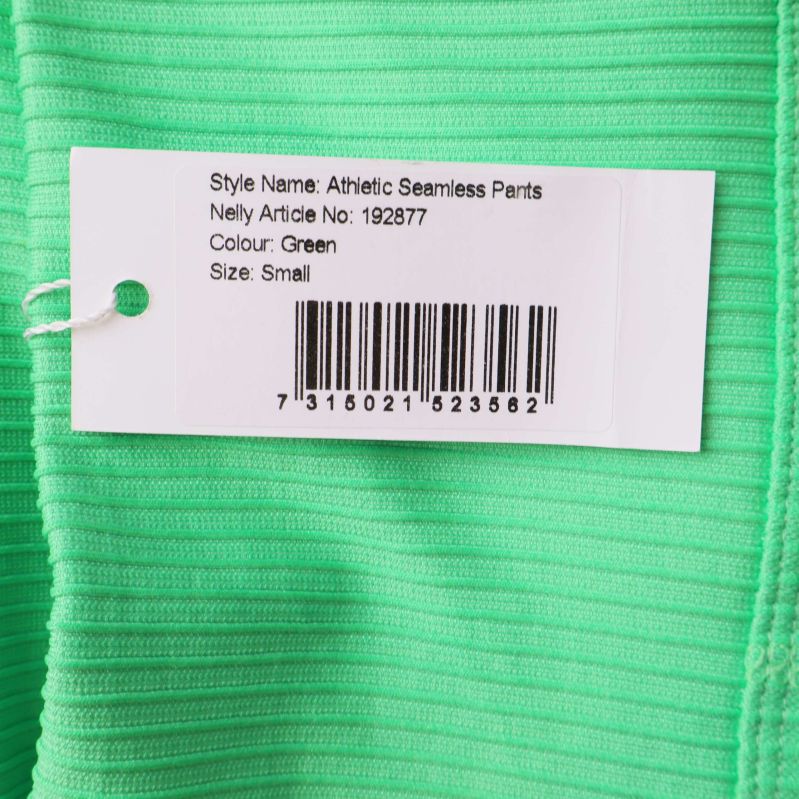 Style Name: Athletic Seamless Pants
Nelly Article No: 192877
Colour: Green
Size: Small
7 315021 523562